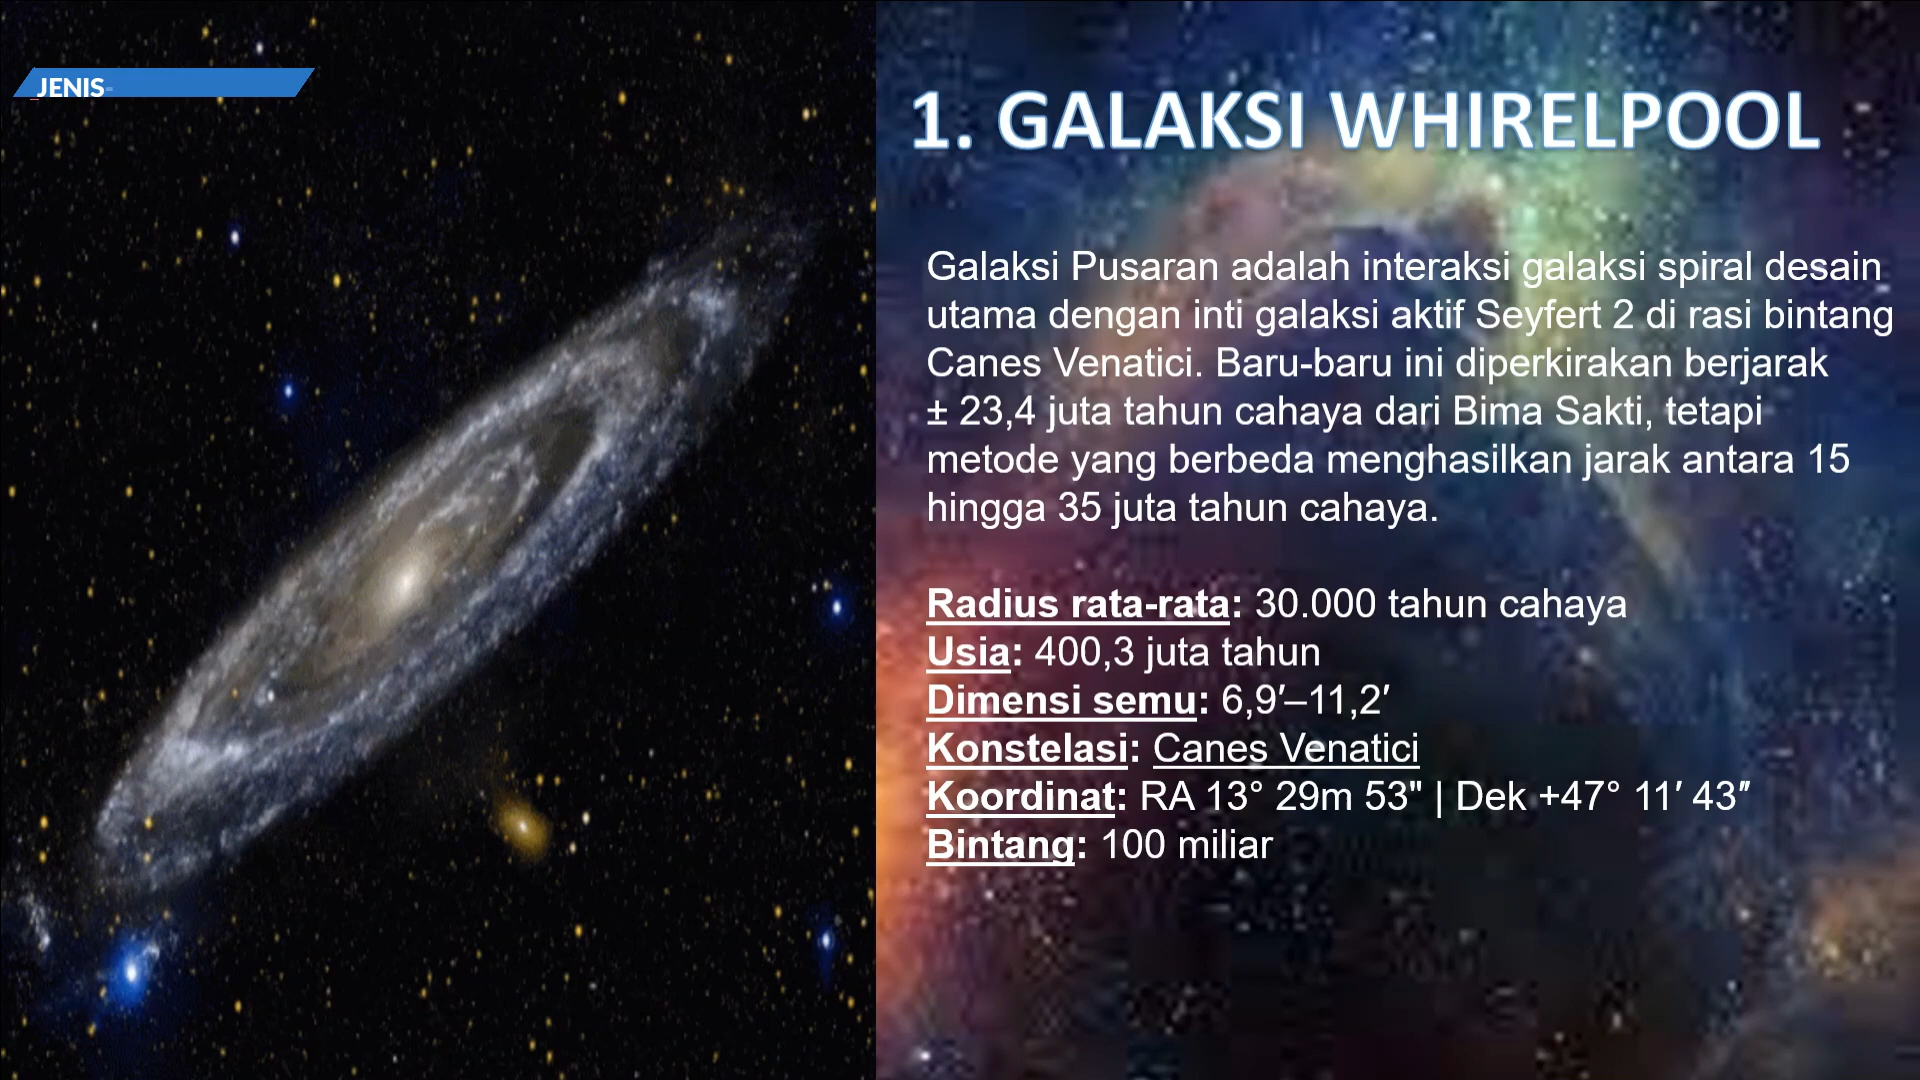 JENIS-
1. GALAKSI WHIRELPOOL
Galaksi Pusaran adalah interaksi galaksi spiral desain
utama dengan inti galaksi aktif Seyfert 2 di rasi bintang
Canes Venatici. Baru-baru ini diperkirakan berjarak
± 23,4 juta tahun cahaya dari Bima Sakti, tetapi
metode yang berbeda menghasilkan jarak antara 15
hingga 35 juta tahun cahaya.
Radius rata-rata: 30.000 tahun cahaya
Usia: 400,3 juta tahun
Dimensi semu: 6,9′–11,2′
Konstelasi: Canes Venatici
Koordinat: RA 13° 29m 53" | Dek +47° 11′ 43″
Bintang: 100 miliar